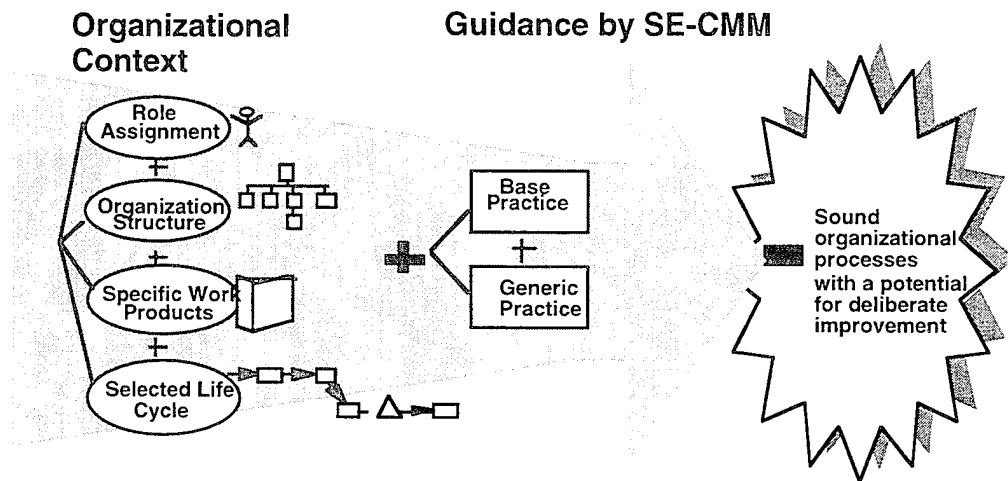 Organizational
Context
Guidance by SE-CMM
Role
Assignment
+
Organization
Structure
+
Specific Work
Products
+
Selected Life
Cycle
+
Base
Practice
+
Generic
Practice
=
Sound
organizational
processes
with a potential
for deliberate
improvement